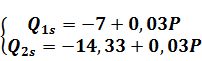 Q₁ₛ = −7 + 0,03P
Q₂ₛ = −14,33 + 0,03P